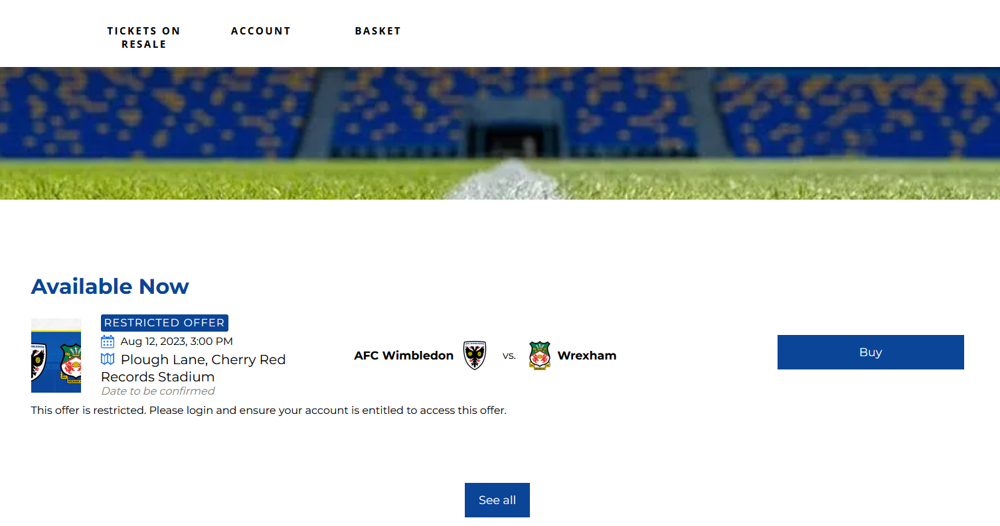 TICKETS ON
RESALE
ACCOUNT
BASKET
Available Now
RESTRICTED OFFER
Aug 12, 2023, 3:00 PM
Plough Lane, Cherry Red
Records Stadium
Date to be confirmed
AFC Wimbledon
vs.
Wrexham
Buy
This offer is restricted. Please login and ensure your account is entitled to access this offer.
See all